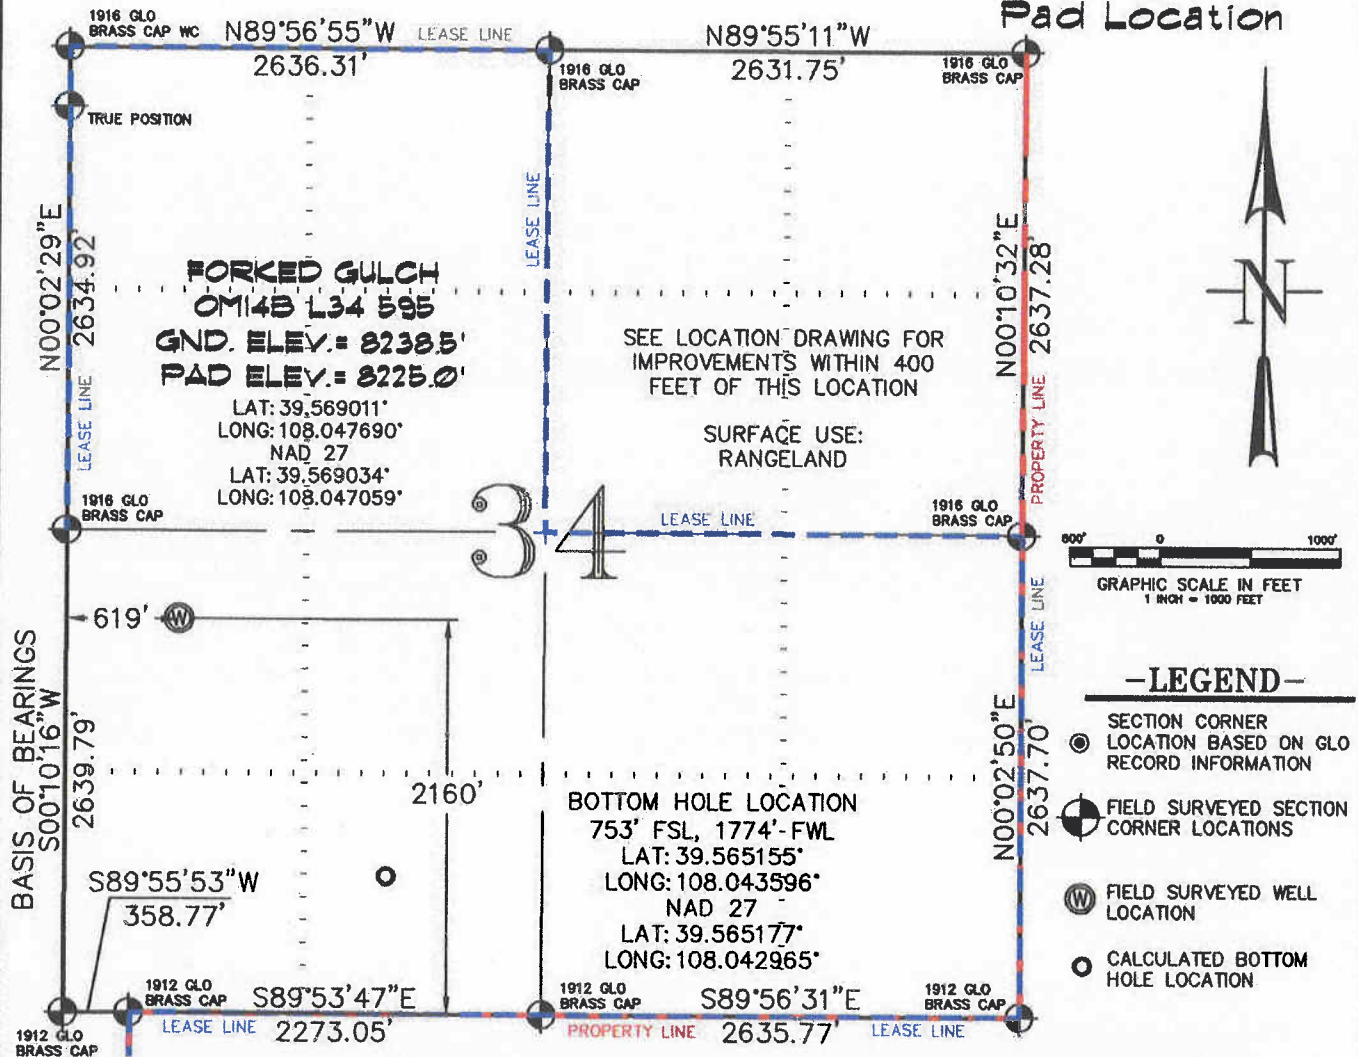 Pad Location
1916 GLO
BRASS CAP WC
N89°56'55"W
LEASE LINE
2636.31'
N89°55'11"W
2631.75'
1916 GLO
BRASS CAP
1916 GLO
BRASS CAP
TRUE POSITION
N00°02'29"E
2634.92'
LEASE LINE
LEASE LINE
N00°10'32"E
2637.28'
PROPERTY LINE
N
FORKED GULCH
OM14B L34 595
GND. ELEV.= 8238.5'
PAD ELEV.= 8225.0'
LAT: 39.569011°
LONG: 108.047690°
NAD 27
LAT: 39.569034°
LONG: 108.047059°
SEE LOCATION DRAWING FOR
IMPROVEMENTS WITHIN 400
FEET OF THIS LOCATION
SURFACE USE:
RANGELAND
1916 GLO
BRASS CAP
34
LEASE LINE
1916 GLO
BRASS CAP
0
1000'
GRAPHIC SCALE IN FEET
1 INCH = 1000 FEET
619'
W
BASIS OF BEARINGS
S00°10'16"W
2639.79'
2160'
LEASE LINE
N00°02'50"E
2637.70'
BOTTOM HOLE LOCATION
753' FSL, 1774' FWL
LAT: 39.565155°
LONG: 108.043596°
NAD 27
LAT: 39.565177°
LONG: 108.042965°
-LEGEND-
SECTION CORNER
LOCATION BASED ON GLO
RECORD INFORMATION
FIELD SURVEYED SECTION
CORNER LOCATIONS
W
FIELD SURVEYED WELL
LOCATION
CALCULATED BOTTOM
HOLE LOCATION
S89°55'53"W
358.77'
1912 GLO
BRASS CAP
1912 GLO
BRASS CAP
S89°53'47"E
LEASE LINE
2273.05'
1912 GLO
BRASS CAP
S89°56'31"E
PROPERTY LINE
2635.77'
LEASE LINE
1912 GLO
BRASS CAP